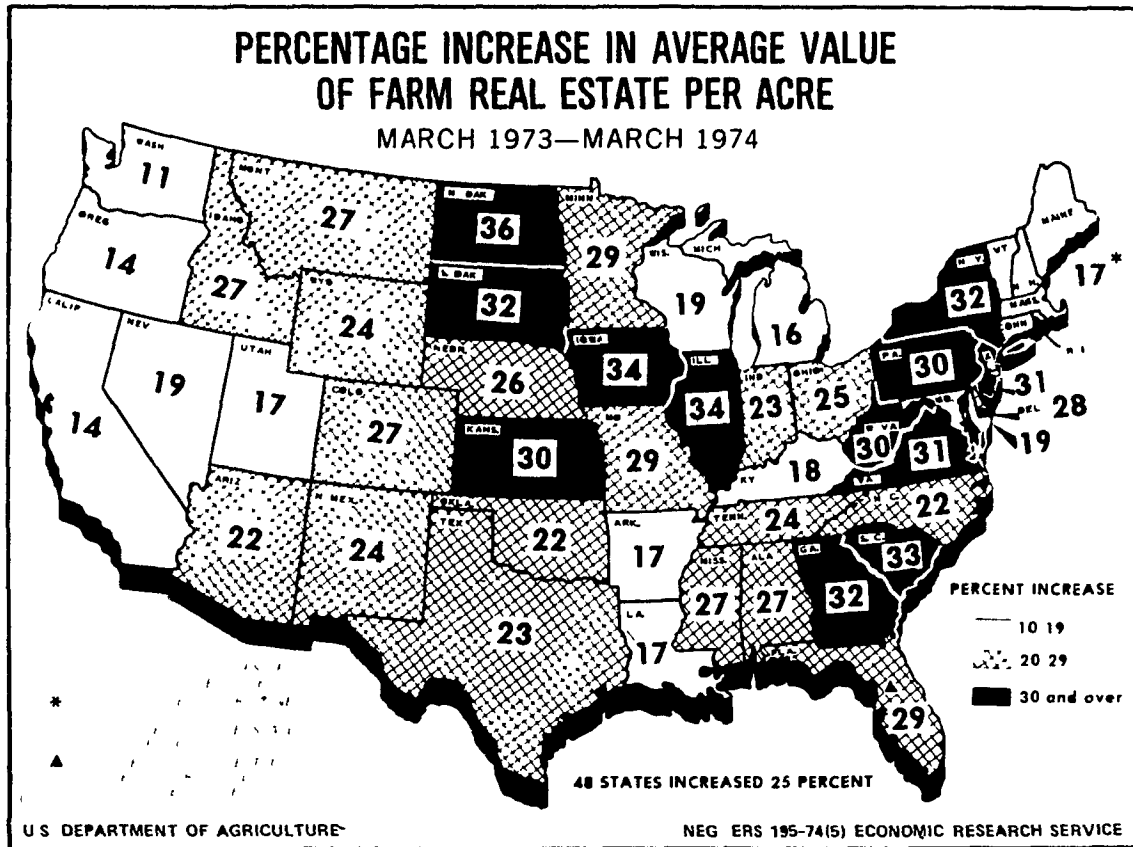 PERCENTAGE INCREASE IN AVERAGE VALUE
OF FARM REAL ESTATE PER ACRE
MARCH 1973—MARCH 1974
WASH
11
OREG
14
CALIF
14
NEV.
19
IDAHO
27
MONT
27
WYO
24
UTAH
17
COLO
27
ARIZ
22
N. MEX.
24
N. DAK
36
S. DAK
32
NEBR.
26
KANS.
30
OKLA.
22
TEX.
23
MINN
29
IOWA
34
MO
29
ARK.
17
LA.
17
WIS.
19
MICH
16
ILL.
34
IND
23
OHIO
25
KY
18
TENN.
24
MISS.
27
ALA
27
GA.
32
FLA.
29
S.C.
33
N.C.
22
VA.
31
W VA.
30
PA.
30
N.Y.
32
VT.
N.H.
MAINE
17*
MASS.
CONN
R.I.
31
DEL
28
MD.
19
PERCENT INCREASE
10 19
20 29
30 and over
*
▲
48 STATES INCREASED 25 PERCENT
U S DEPARTMENT OF AGRICULTURE
NEG ERS 195-74(5) ECONOMIC RESEARCH SERVICE